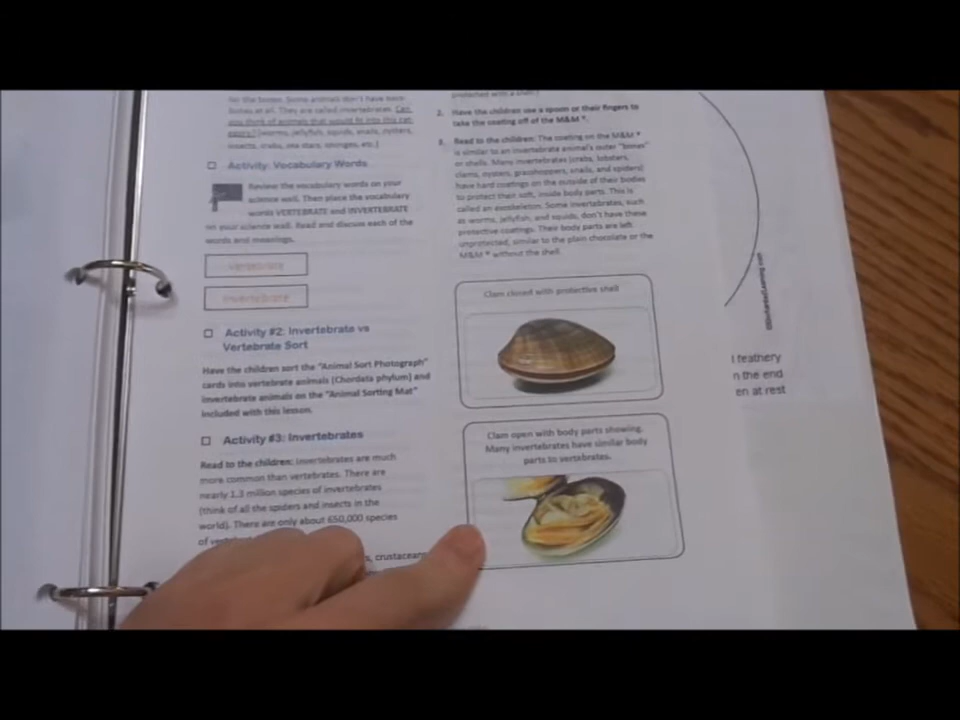 for the bones. Some animals don't have back-
bones at all. They are called invertebrates. Can
you think of animals that would fit into this cat-
egory? [worms, jellyfish, squids, snails, oysters,
insects, crabs, sea stars, sponges, etc.]
Activity: Vocabulary Words
Review the vocabulary words on your
science wall. Then place the vocabulary
words VERTEBRATE and INVERTEBRATE
on your science wall. Read and discuss each of the
words and meanings.
vertebrate
invertebrate
Activity #2: Invertebrate vs
Vertebrate Sort
Have the children sort the "Animal Sort Photograph"
cards into vertebrate animals (Chordata phylum) and
invertebrate animals on the "Animal Sorting Mat"
included with this lesson.
Activity #3: Invertebrates
Read to the children: Invertebrates are much
more common than vertebrates. There are
nearly 1.3 million species of invertebrates
(think of all the spiders and insects in the
world). There are only about 650,000 species
of
crustacean
protected with a shell.]
2. Have the children use a spoon or their fingers to
take the coating off of the M&M®.
3. Read to the children: The coating on the M&M®
is similar to an invertebrate animal's outer "bones"
or shells. Many invertebrates (crabs, lobsters,
clams, oysters, grasshoppers, snails, and spiders)
have hard coatings on the outside of their bodies
to protect their soft, inside body parts. This is
called an exoskeleton. Some invertebrates, such
as worms, jellyfish, and squids, don't have these
protective coatings. Their body parts are left
unprotected, similar to the plain chocolate or the
M&M® without the shell.
Clam closed with protective shell
Clam open with body parts showing.
Many invertebrates have similar body
parts to vertebrates.
l feathery
n the end
en at rest